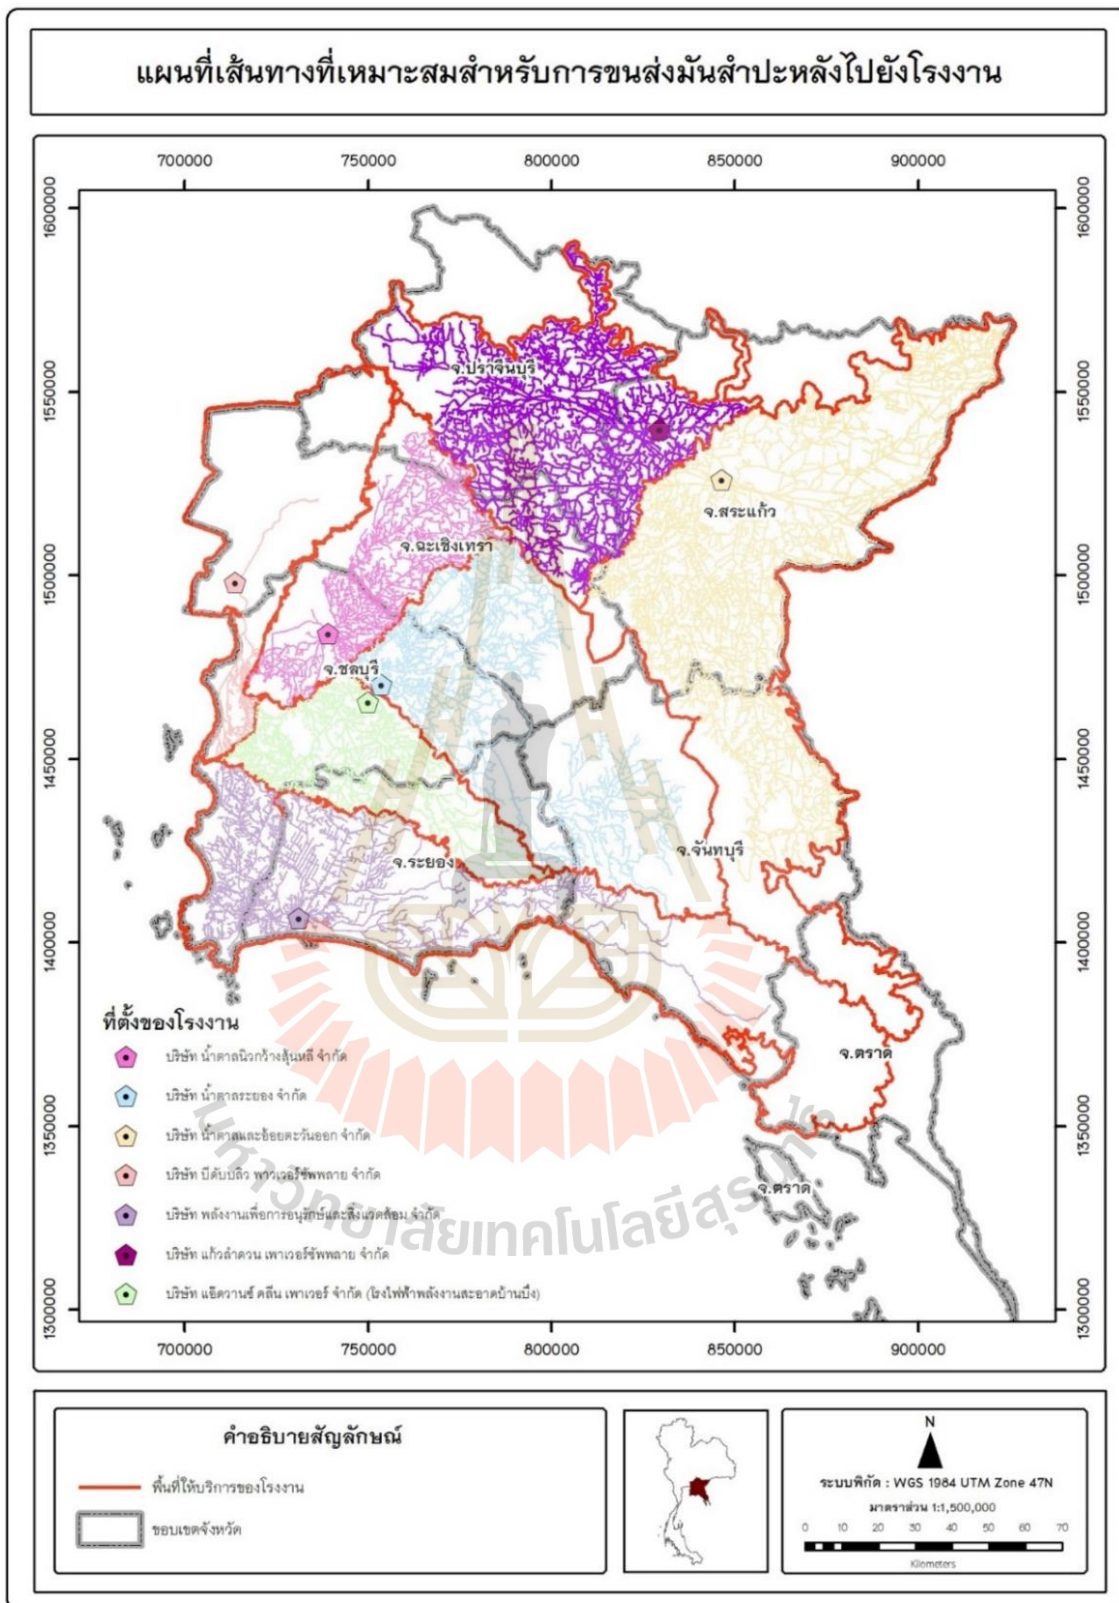 แผนที่เส้นทางที่เหมาะสมสำหรับการขนส่งมันสำปะหลังไปยังโรงงาน
700000 750000 800000 850000 900000
1600000 1600000
1550000 1550000
1500000 1500000
1450000 1450000
1400000 1400000
1350000 1350000
1300000 1300000
จ.ปราจีนบุรี
จ.สระแก้ว
จ.ฉะเชิงเทรา
จ.ชลบุรี
จ.จันทบุรี
จ.ระยอง
จ.ตราด
จ.ตราด
ที่ตั้งของโรงงาน
บริษัท น้ำตาลนิวกว้างสุ้นหลี จำกัด
บริษัท น้ำตาลระยอง จำกัด
บริษัท น้ำตาลและอ้อยตะวันออก จำกัด
บริษัท บีดับบลิว พาวเวอร์ซัพพลาย จำกัด
บริษัท พลังงานเพื่อการอนุรักษ์และสิ่งแวดล้อม จำกัด
บริษัท แก้วลำดวน เพาเวอร์ซัพพลาย จำกัด
บริษัท แอ๊ดวานซ์ คลีน เพาเวอร์ จำกัด (โรงไฟฟ้าพลังงานสะอาดบ้านบึง)
มหาวิทยาลัยเทคโนโลยีสุรนารี
700000 750000 800000 850000 900000
คำอธิบายสัญลักษณ์
พื้นที่ให้บริการของโรงงาน
ขอบเขตจังหวัด
N
ระบบพิกัด : WGS 1984 UTM Zone 47N
มาตราส่วน 1:1,500,000
0 10 20 30 40 50 60 70
Kilometers